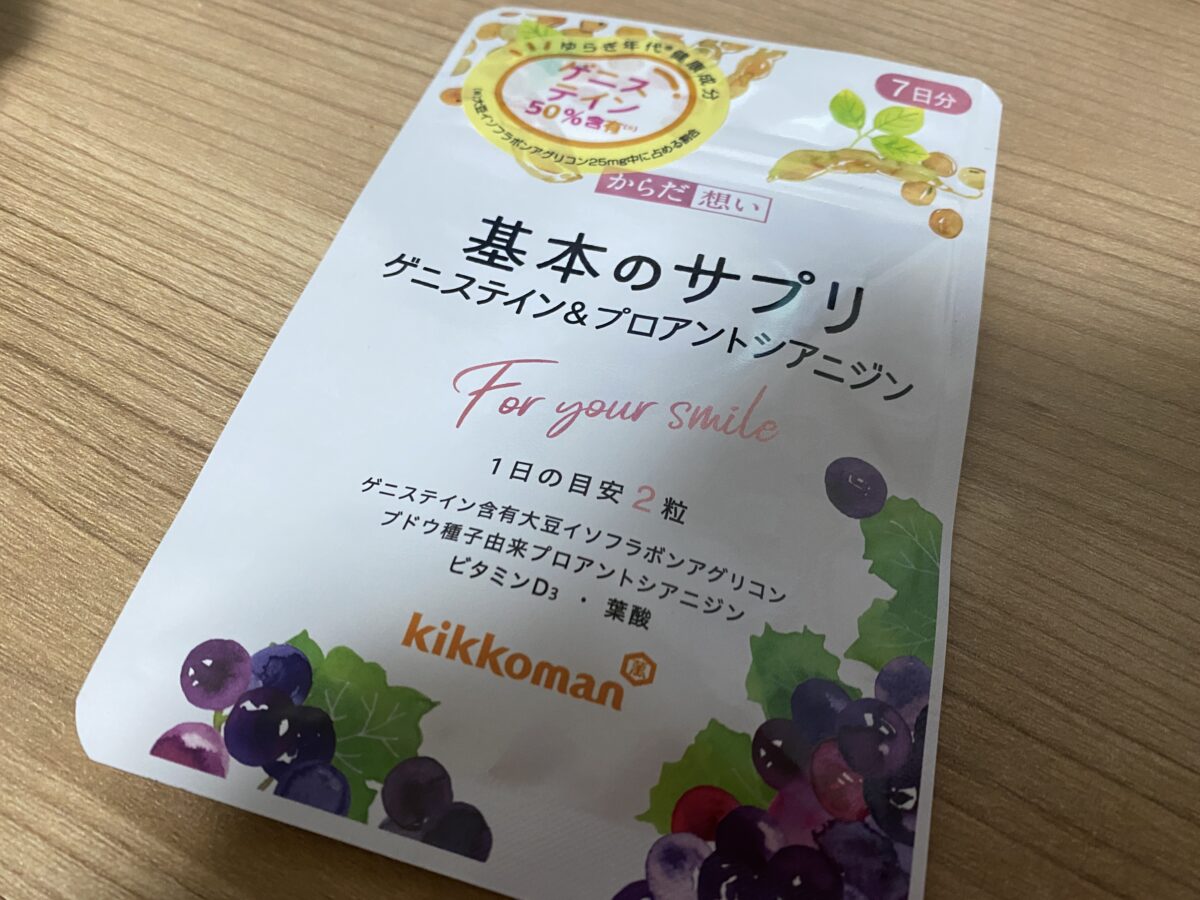 ゆらぎ年代®健康成分
ゲニス
テイン
50%含有(※)
(※)大豆イソフラボンアグリコン25mg中に占める割合
7日分
からだ想い
基本のサプリ
ゲニステイン&プロアントシアニジン
For your smile
1日の目安2粒
ゲニステイン含有大豆イソフラボンアグリコン
ブドウ種子由来プロアントシアニジン
ビタミンD₃・葉酸
kikkoman
萬